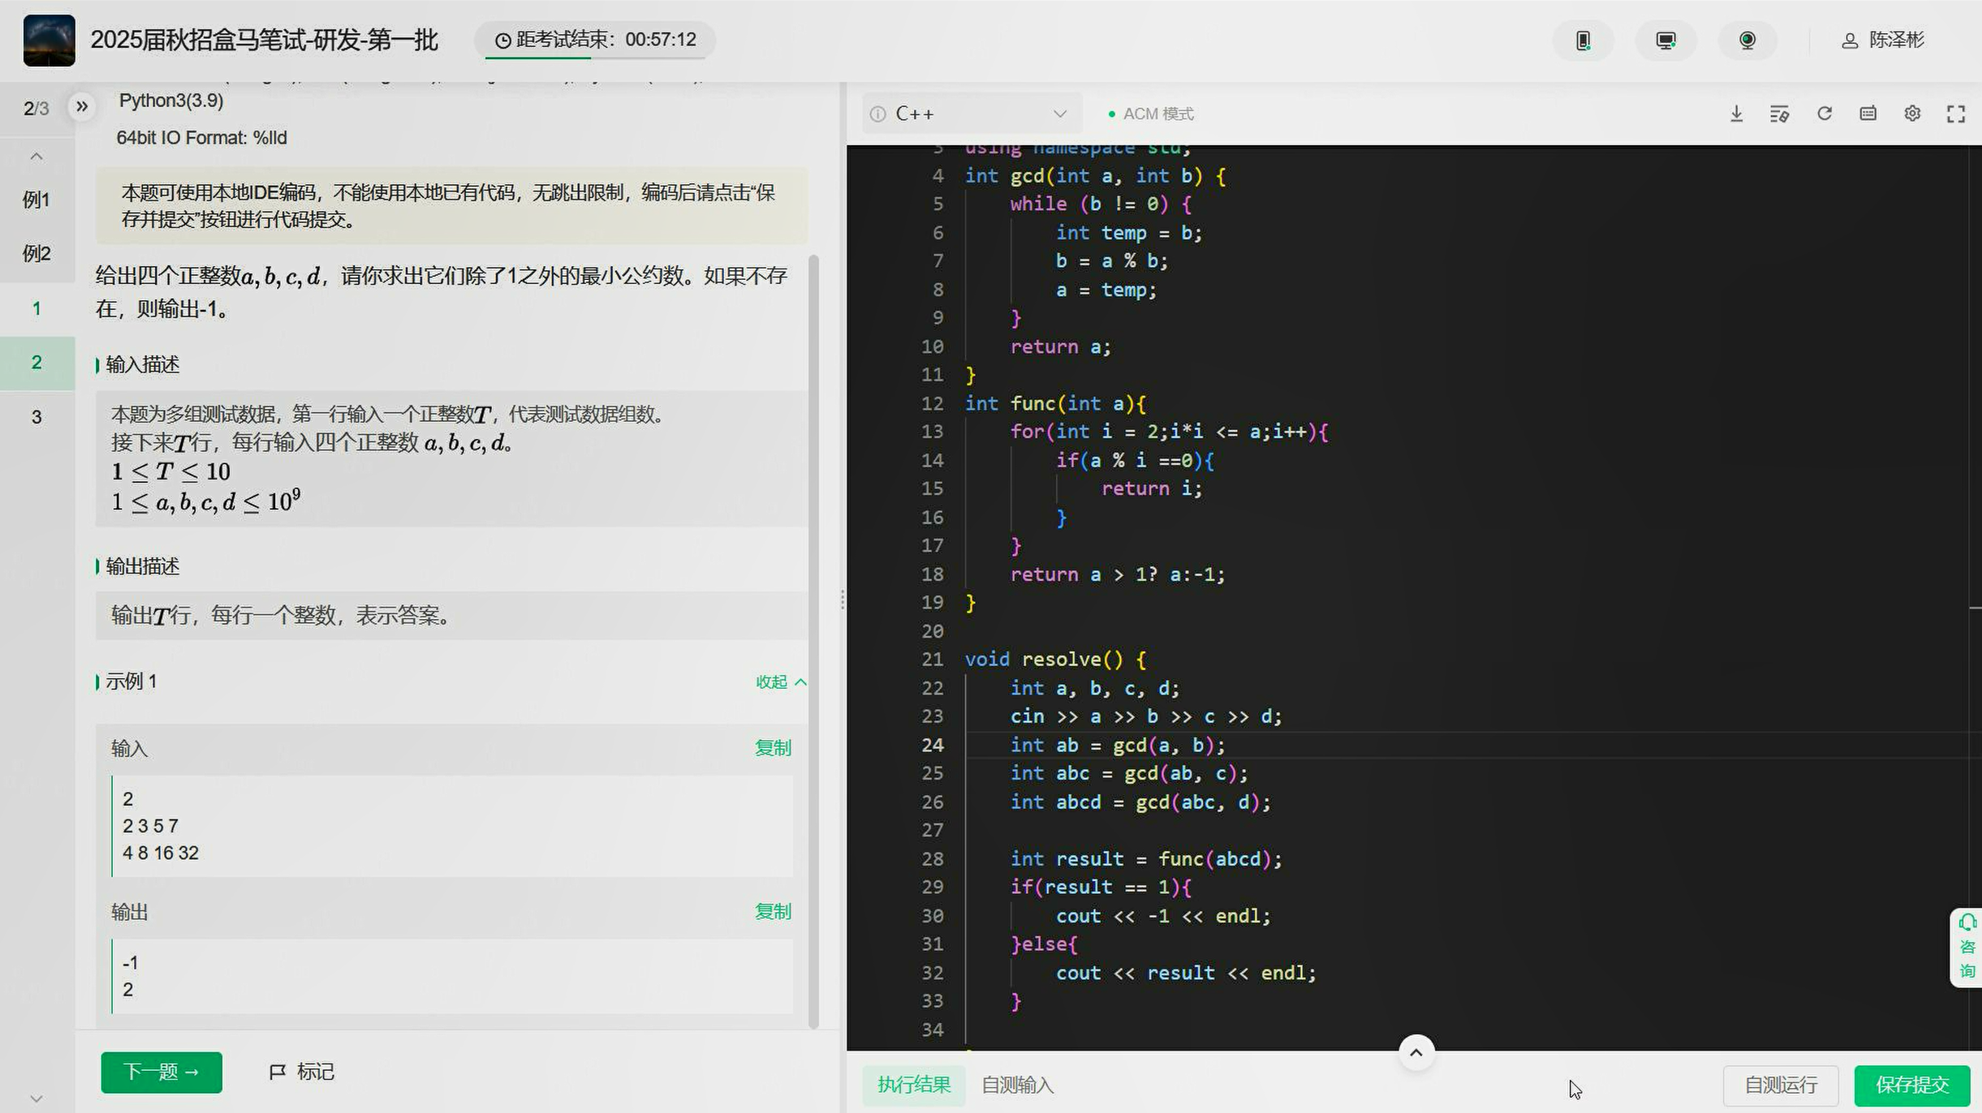 2025届秋招盒马笔试-研发-第一批
距考试结束：00:57:12
陈泽彬
2/3
例1
例2
1
2
3
Python3(3.9)
64bit IO Format: %lld
本题可使用本地IDE编码，不能使用本地已有代码，无跳出限制，编码后请点击“保
存并提交”按钮进行代码提交。
给出四个正整数a, b, c, d，请你求出它们除了1之外的最小公约数。如果不存
在，则输出-1。
输入描述
本题为多组测试数据，第一行输入一个正整数T，代表测试数据组数。
接下来T行，每行输入四个正整数 a, b, c, d。
1 ≤ T ≤ 10
1 ≤ a, b, c, d ≤ 10⁹
输出描述
输出T行，每行一个整数，表示答案。
示例 1
收起
输入
复制
2
2 3 5 7
4 8 16 32
输出
复制
-1
2
下一题 →
标记
C++
ACM 模式
3 using namespace std;
4 int gcd(int a, int b) {
5 while (b != 0) {
6 int temp = b;
7 b = a % b;
8 a = temp;
9 }
10 return a;
11 }
12 int func(int a){
13 for(int i = 2;i*i <= a;i++){
14 if(a % i ==0){
15 return i;
16 }
17 }
18 return a > 1? a:-1;
19 }
20
21 void resolve() {
22 int a, b, c, d;
23 cin >> a >> b >> c >> d;
24 int ab = gcd(a, b);
25 int abc = gcd(ab, c);
26 int abcd = gcd(abc, d);
27
28 int result = func(abcd);
29 if(result == 1){
30 cout << -1 << endl;
31 }else{
32 cout << result << endl;
33 }
34
咨
询
执行结果
自测输入
自测运行
保存提交